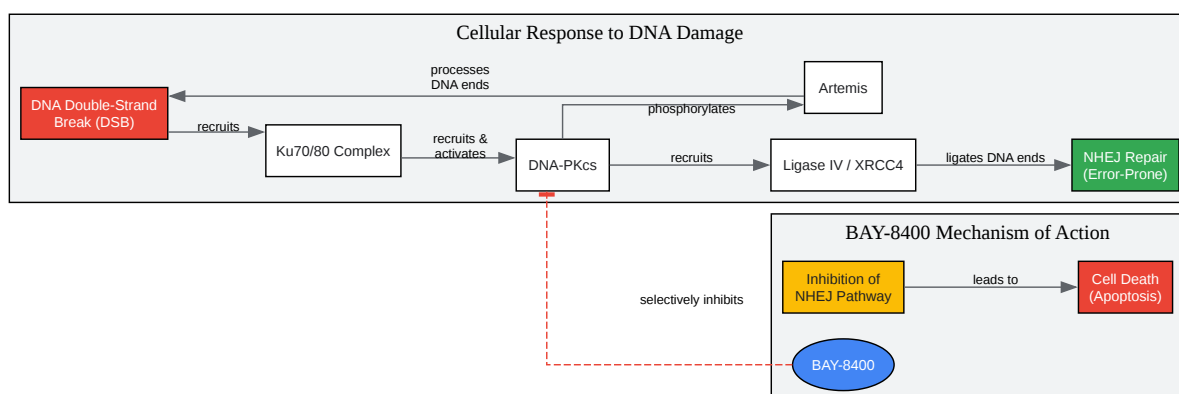 Cellular Response to DNA Damage
processes
DNA ends
Artemis
phosphorylates
DNA Double-Strand
Break (DSB)
recruits
Ku70/80 Complex
recruits &
activates
DNA-PKcs
recruits
Ligase IV / XRCC4
ligates DNA ends
NHEJ Repair
(Error-Prone)
BAY-8400 Mechanism of Action
Inhibition of
NHEJ Pathway
leads to
Cell Death
(Apoptosis)
selectively inhibits
BAY-8400